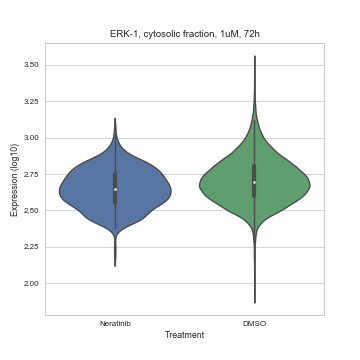 ERK-1, cytosolic fraction, 1uM, 72h
3.50
3.25
3.00
2.75
2.50
2.25
2.00
Expression (log10)
Neratinib
DMSO
Treatment